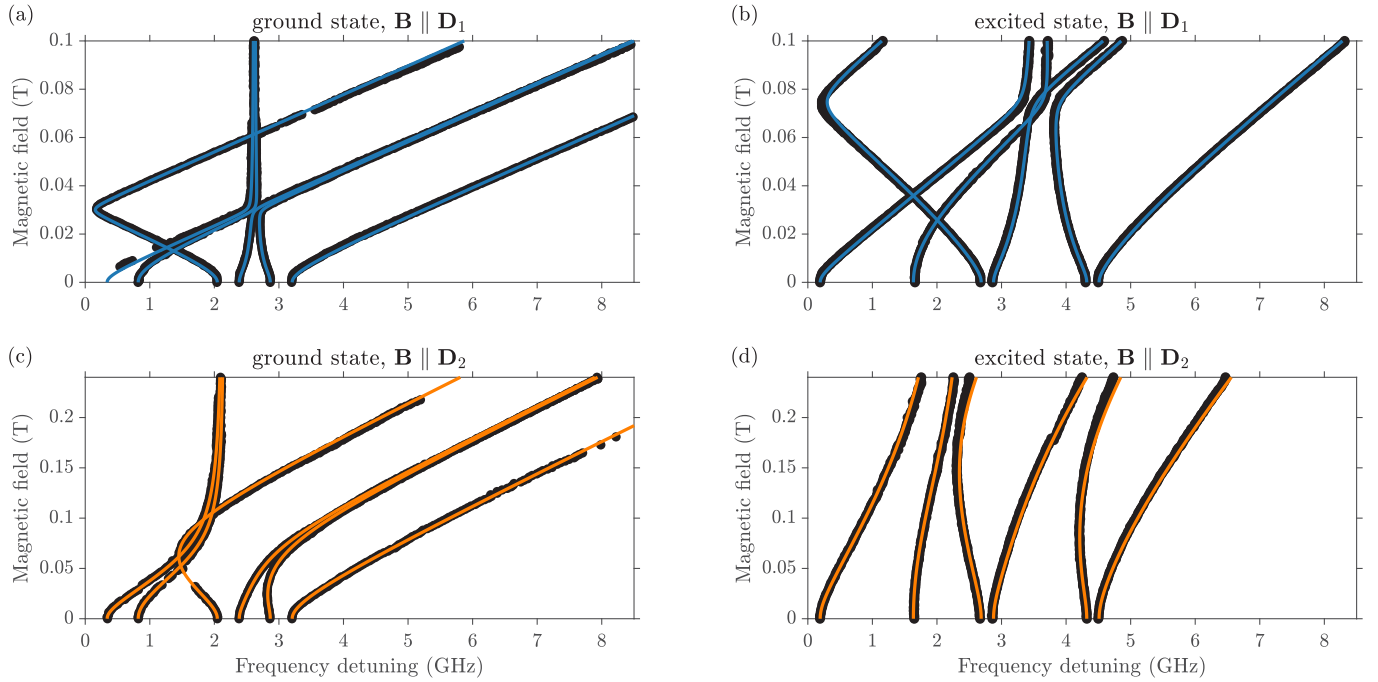 (a) ground state, B ∥ D₁
0.1
0.08
0.06
0.04
0.02
0
Magnetic field (T)
0 1 2 3 4 5 6 7 8
(b) excited state, B ∥ D₁
0.1
0.08
0.06
0.04
0.02
0
Magnetic field (T)
0 1 2 3 4 5 6 7 8
(c) ground state, B ∥ D₂
0.2
0.15
0.1
0.05
0
Magnetic field (T)
0 1 2 3 4 5 6 7 8
Frequency detuning (GHz)
(d) excited state, B ∥ D₂
0.2
0.15
0.1
0.05
0
Magnetic field (T)
0 1 2 3 4 5 6 7 8
Frequency detuning (GHz)